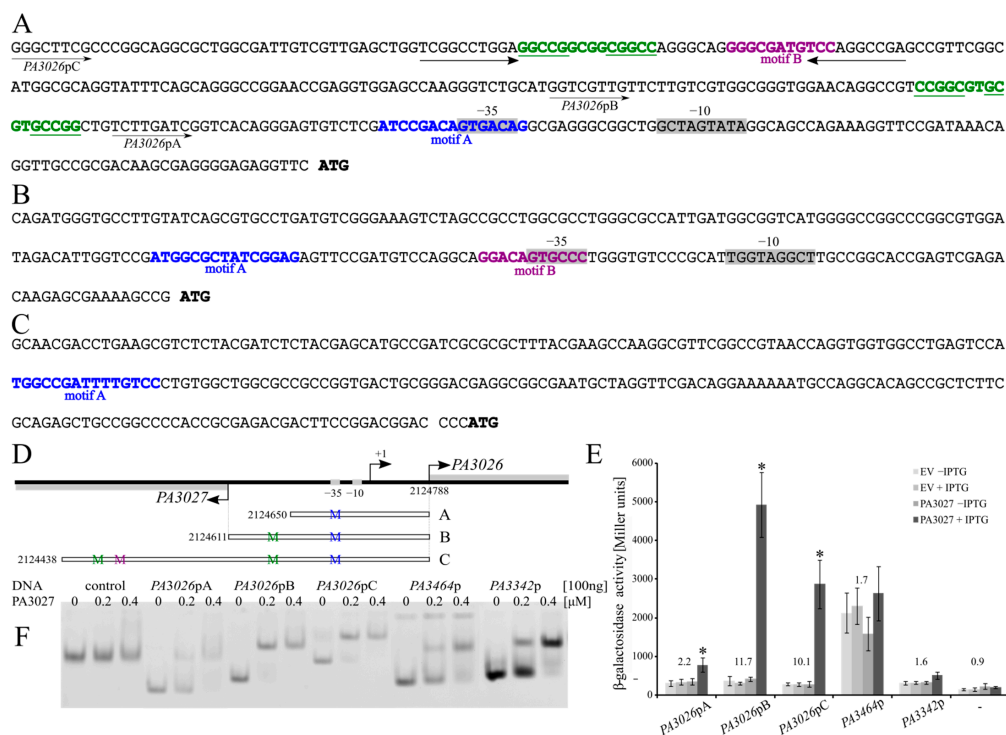 A
GGGCTTCGCCCGGCAGGCGCTGGCGATTGTCGTTGAGCTGGTCGGCCTGGAGGCCGGCGGCGGCCAGGGCAGGGGCGATGTCCAGGCCGAGCCGTTCGGC
PA3026pC
motif B
ATGGCGCAGGTATTTCAGCAGGGCCGGAACCGAGGTGGAGCCAAGGGTCTGCATGGTCGTTGTTCTTGTCGTGGCGGGTGGAACAGGCCGTCCGGCGTGCGC
PA3026pB
−35
−10
GTGCCGGCTGTCTTGATCGGTCACAGGGAGTGTCTCGATCCGACAGTGACAGGCGAGGGCGGCTGGCTAGTATAGGCAGCCAGAAAGGTTCCGATAAACA
PA3026pA
motif A
GGTTGCCGCGACAAGCGAGGGGAGAGGTTC ATG
B
CAGATGGGTGCCTTGTATCAGCGTGCCTGATGTCGGGAAAGTCTAGCCGCCTGGCGCCTGGGCGCCATTGATGGCGGTCATGGGGCCGGCCCGGCGTGGA
−35
−10
TAGACATTGGTCCGATGGCGCTATCGGAGAGTTCCGATGTCCAGGCAGGACAGTGCCCTGGGTGTCCCGCATTGGTAGGCTTGCCGGCACCGAGTCGAGA
motif A
motif B
CAAGAGCGAAAAGCCG ATG
C
GCAACGACCTGAAGCGTCTCTACGATCTCTACGAGCATGCCGATCGCGCGCTTTACGAAGCCAAGGCGTTCGGCCGTAACCAGGTGGTGGCCTGAGTCCA
TGGCCGATTTTGTCCCTGTGGCTGGCGCCGCCGGTGACTGCGGGACGAGGCGGCGAATGCTAGGTTCGACAGGAAAAAATGCCAGGCACAGCCGCTCTTC
motif A
GCAGAGCTGCCGGCCCCACCGCGAGACGACTTCCGGACGGAC CCCATG
D
+1
PA3026
PA3027
−35
−10
2124788
2124650
M
A
2124611
M
M
B
2124438
M
M
M
C
DNA control PA3026pA PA3026pB PA3026pC PA3464p PA3342p [100ng]
PA3027 0 0.2 0.4 0 0.2 0.4 0 0.2 0.4 0 0.2 0.4 0 0.2 0.4 0 0.2 0.4 [μM]
F
E
β-galactosidase activity [Miller units]
6000
5000
4000
3000
2000
1000
0
EV −IPTG
EV + IPTG
PA3027 −IPTG
PA3027 + IPTG
2.2
*
11.7
*
10.1
*
1.7
1.6
0.9
PA3026pA
PA3026pB
PA3026pC
PA3464p
PA3342p
-